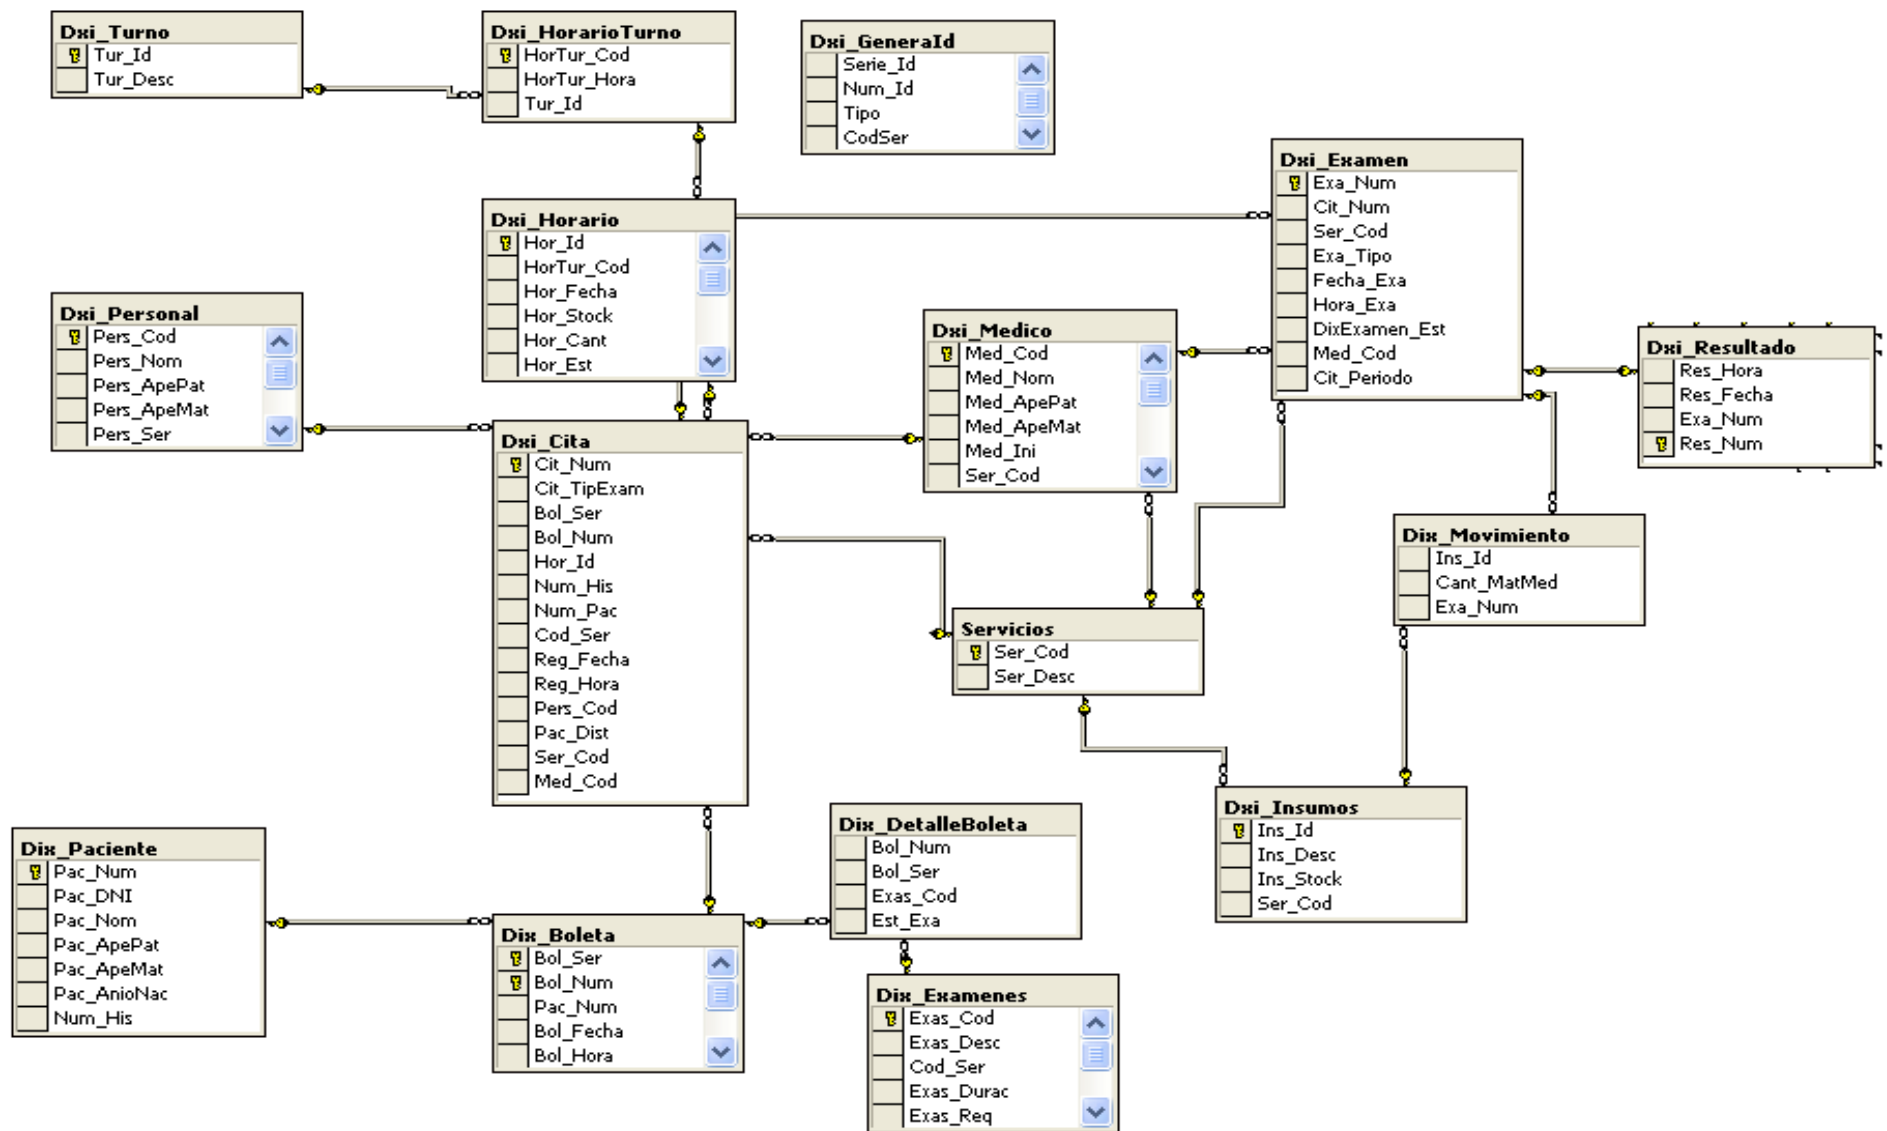 Dxi_Turno
Tur_Id
Tur_Desc
Dxi_HorarioTurno
HorTur_Cod
HorTur_Hora
Tur_Id
Dxi_GeneraId
Serie_Id
Num_Id
Tipo
CodSer
Dxi_Examen
Exa_Num
Cit_Num
Ser_Cod
Exa_Tipo
Fecha_Exa
Hora_Exa
DixExamen_Est
Med_Cod
Cit_Periodo
Dxi_Horario
Hor_Id
HorTur_Cod
Hor_Fecha
Hor_Stock
Hor_Cant
Hor_Est
Dxi_Personal
Pers_Cod
Pers_Nom
Pers_ApePat
Pers_ApeMat
Pers_Ser
Dxi_Medico
Med_Cod
Med_Nom
Med_ApePat
Med_ApeMat
Med_Ini
Ser_Cod
Dxi_Resultado
Res_Hora
Res_Fecha
Exa_Num
Res_Num
Dxi_Cita
Cit_Num
Cit_TipExam
Bol_Ser
Bol_Num
Hor_Id
Num_His
Num_Pac
Cod_Ser
Reg_Fecha
Reg_Hora
Pers_Cod
Pac_Dist
Ser_Cod
Med_Cod
Dix_Movimiento
Ins_Id
Cant_MatMed
Exa_Num
Servicios
Ser_Cod
Ser_Desc
Dxi_Insumos
Ins_Id
Ins_Desc
Ins_Stock
Ser_Cod
Dix_Paciente
Pac_Num
Pac_DNI
Pac_Nom
Pac_ApePat
Pac_ApeMat
Pac_AnioNac
Num_His
Dix_DetalleBoleta
Bol_Num
Bol_Ser
Exas_Cod
Est_Exa
Dix_Boleta
Bol_Ser
Bol_Num
Pac_Num
Bol_Fecha
Bol_Hora
Dix_Examenes
Exas_Cod
Exas_Desc
Cod_Ser
Exas_Durac
Exas_Req